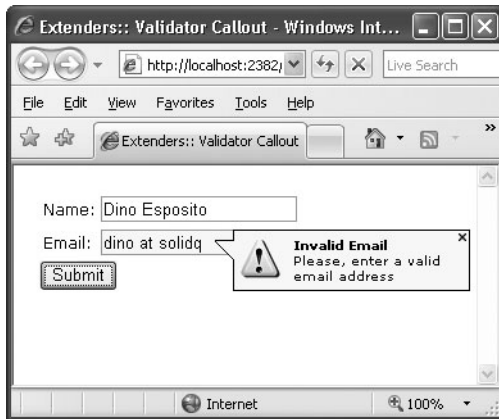 Extenders:: Validator Callout - Windows Int...
http://localhost:2382/
Live Search
File Edit View Favorites Tools Help
Extenders:: Validator Callout
»
Name: Dino Esposito
Email: dino at solidq
Invalid Email
Please, enter a valid
email address
Submit
Internet
100%